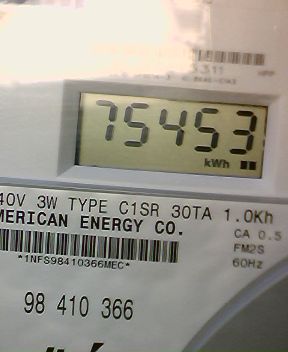 75453
kWh
40V 3W TYPE C1SR 30TA 1.0Kh
MERICAN ENERGY CO.
CA 0.5
*1NFS98410366MEC*
FM2S
60Hz
98 410 366